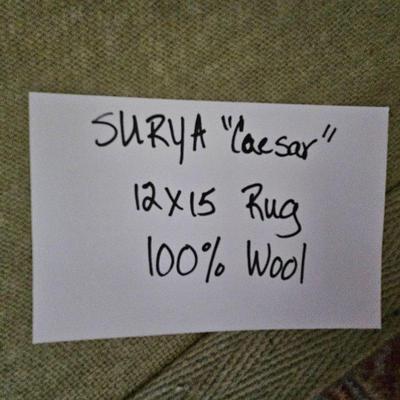 SURYA "Caesar"
12X15 Rug
100% Wool